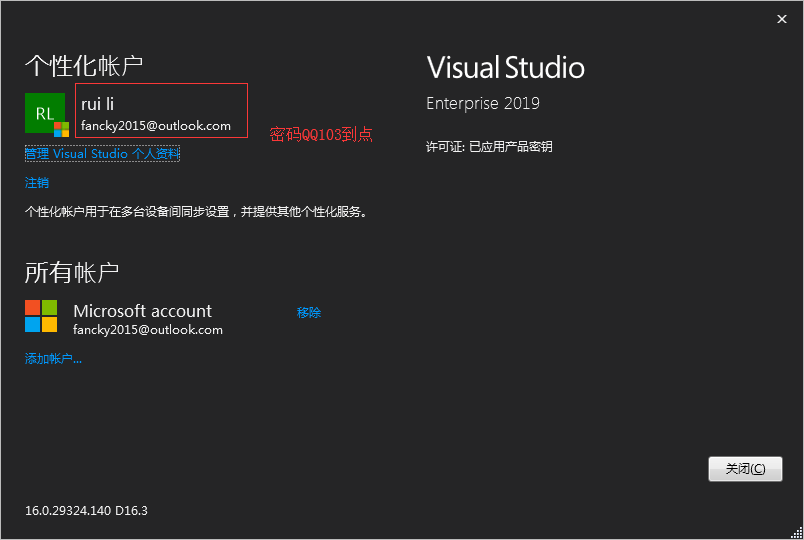 ×
个性化帐户
RL
rui li
fancky2015@outlook.com
密码QQ103到点
管理 Visual Studio 个人资料
注销
个性化帐户用于在多台设备间同步设置，并提供其他个性化服务。
所有帐户
Microsoft account
fancky2015@outlook.com
移除
添加帐户...
Visual Studio
Enterprise 2019
许可证: 已应用产品密钥
关闭(C)
16.0.29324.140 D16.3